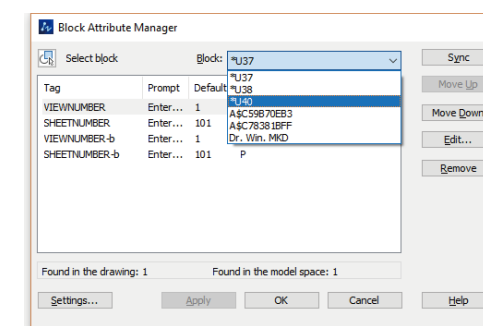 Block Attribute Manager
Select block Block: *U37 Sync
*U37
Tag Prompt Default *U38 Move Up
VIEWNUMBER Enter... 1 *U40
SHEETNUMBER Enter... 101 A$C59B70EB3 Move Down
VIEWNUMBER-b Enter... 1 A$C78381BFF
Dr. Win. MKD Edit...
SHEETNUMBER-b Enter... 101 P
Remove
Found in the drawing: 1 Found in the model space: 1
Settings... Apply OK Cancel Help